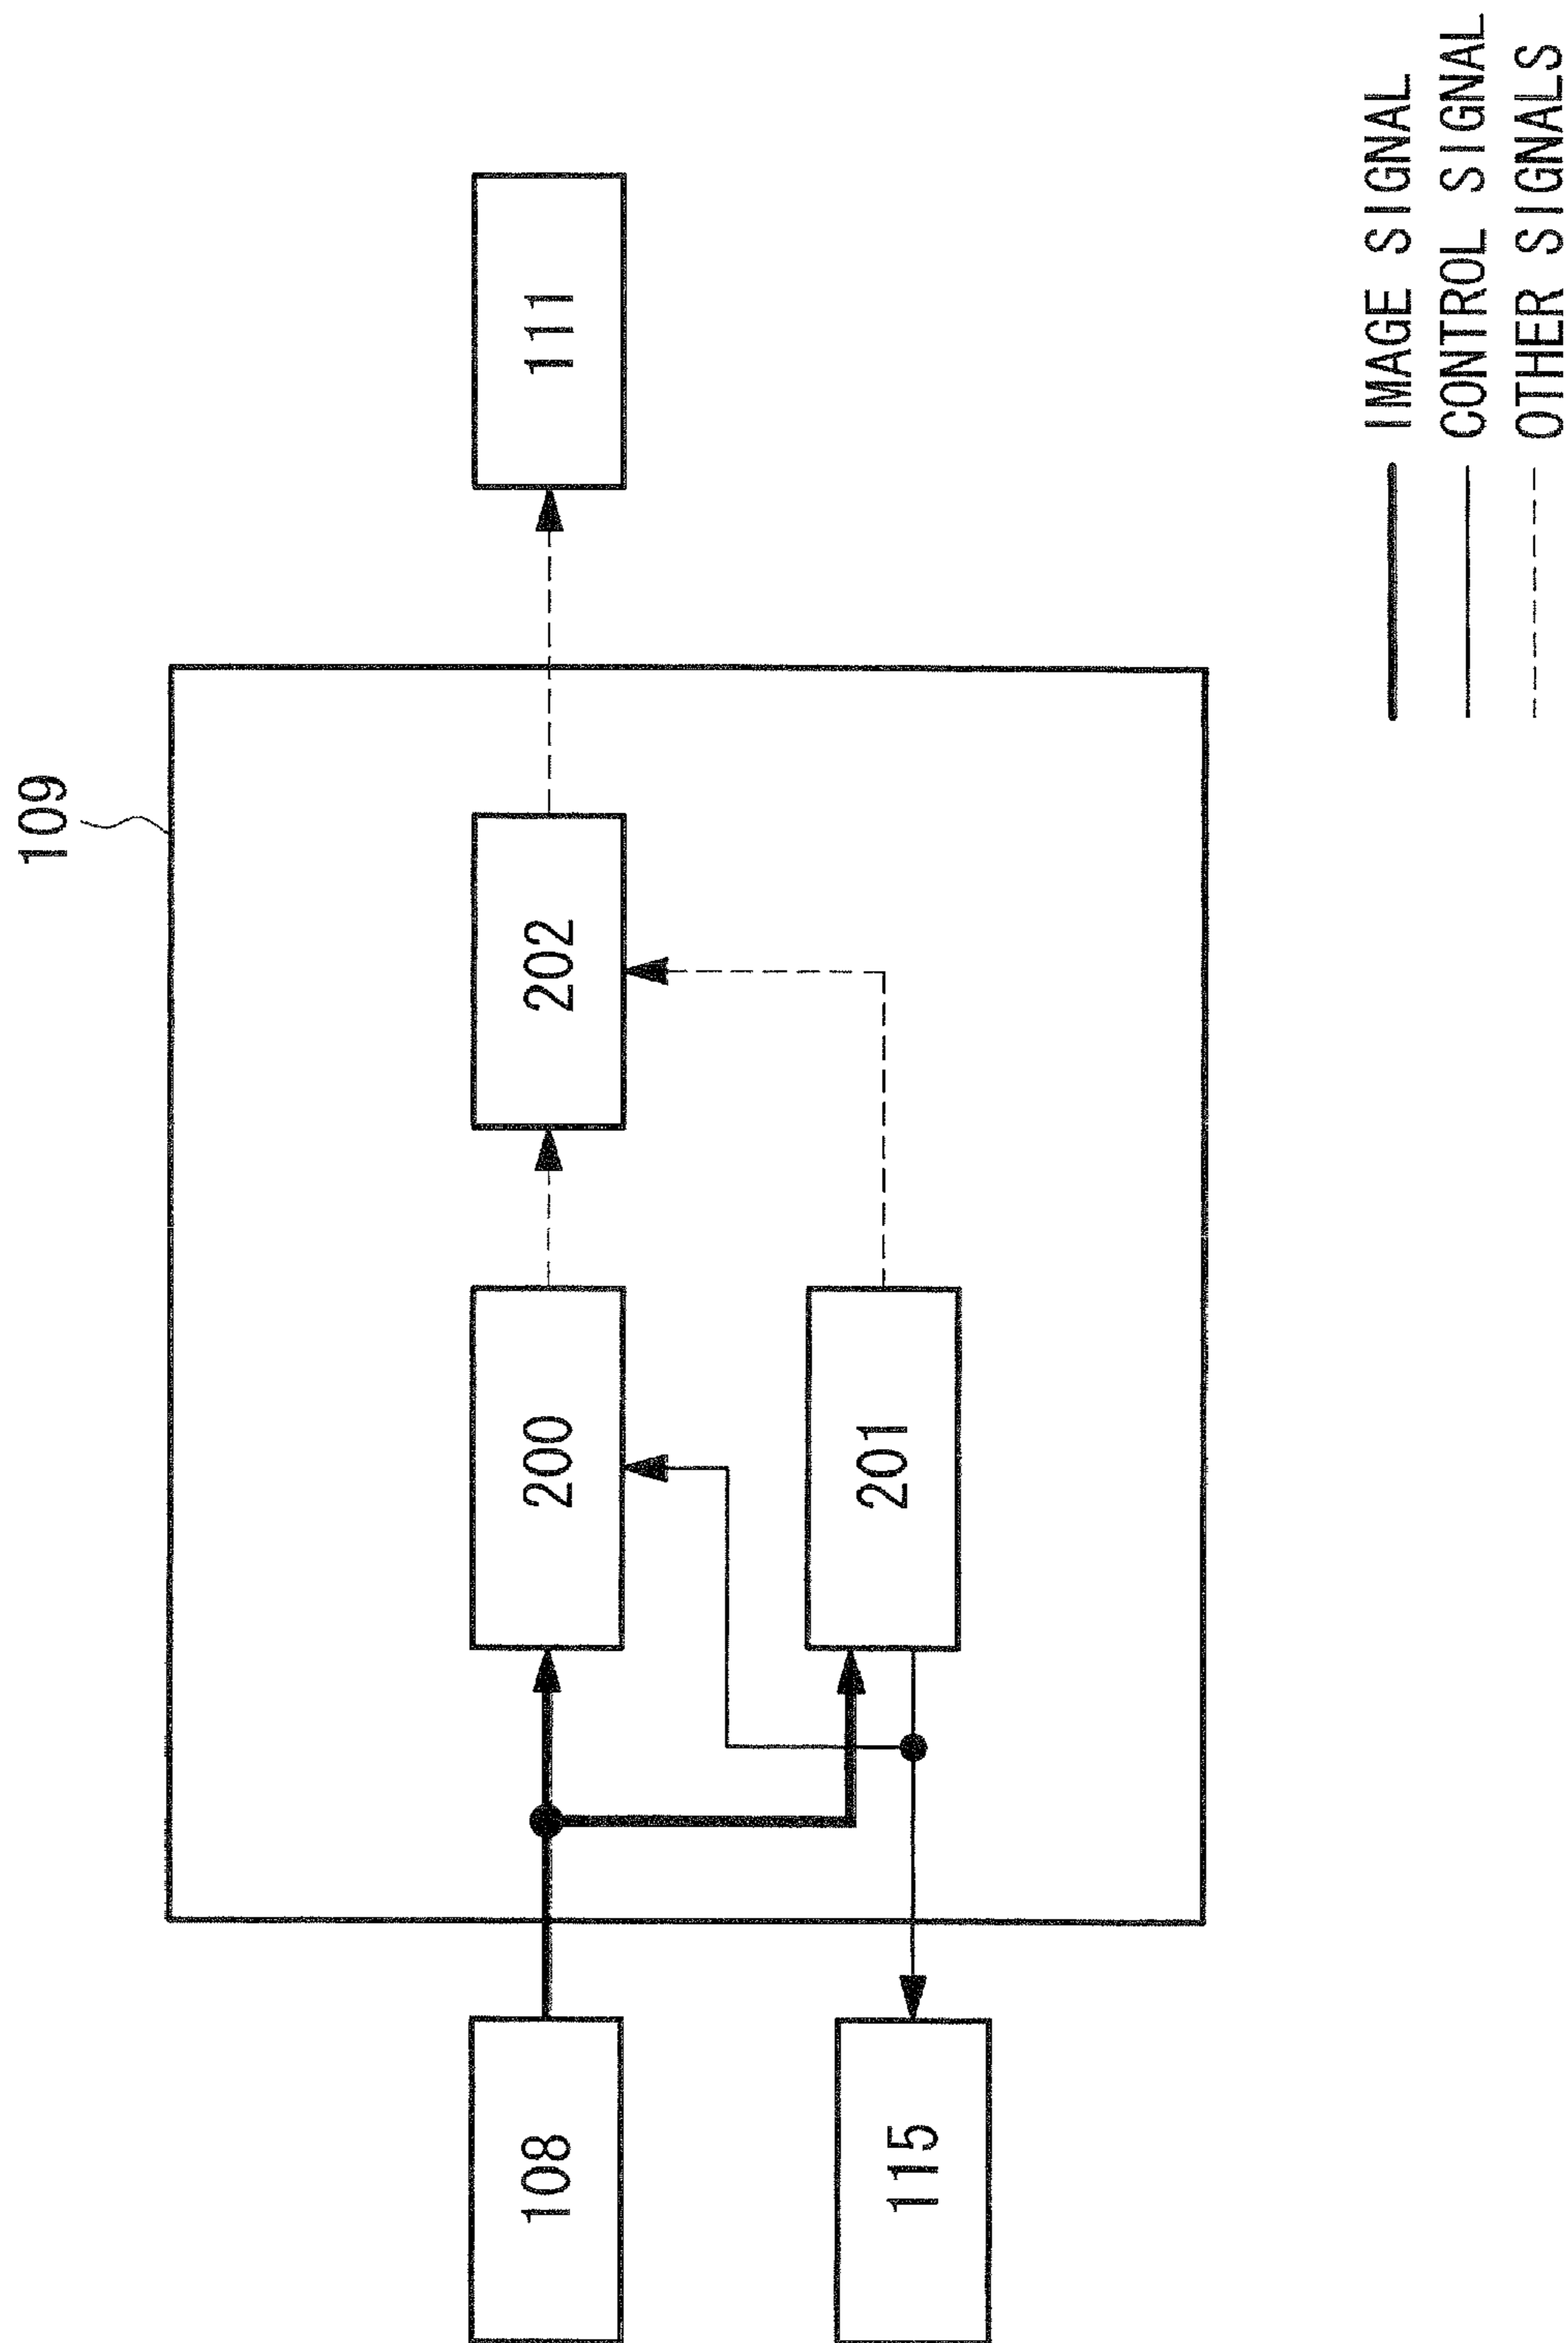 109
108
200
202
111
115
201
IMAGE SIGNAL
CONTROL SIGNAL
OTHER SIGNALS